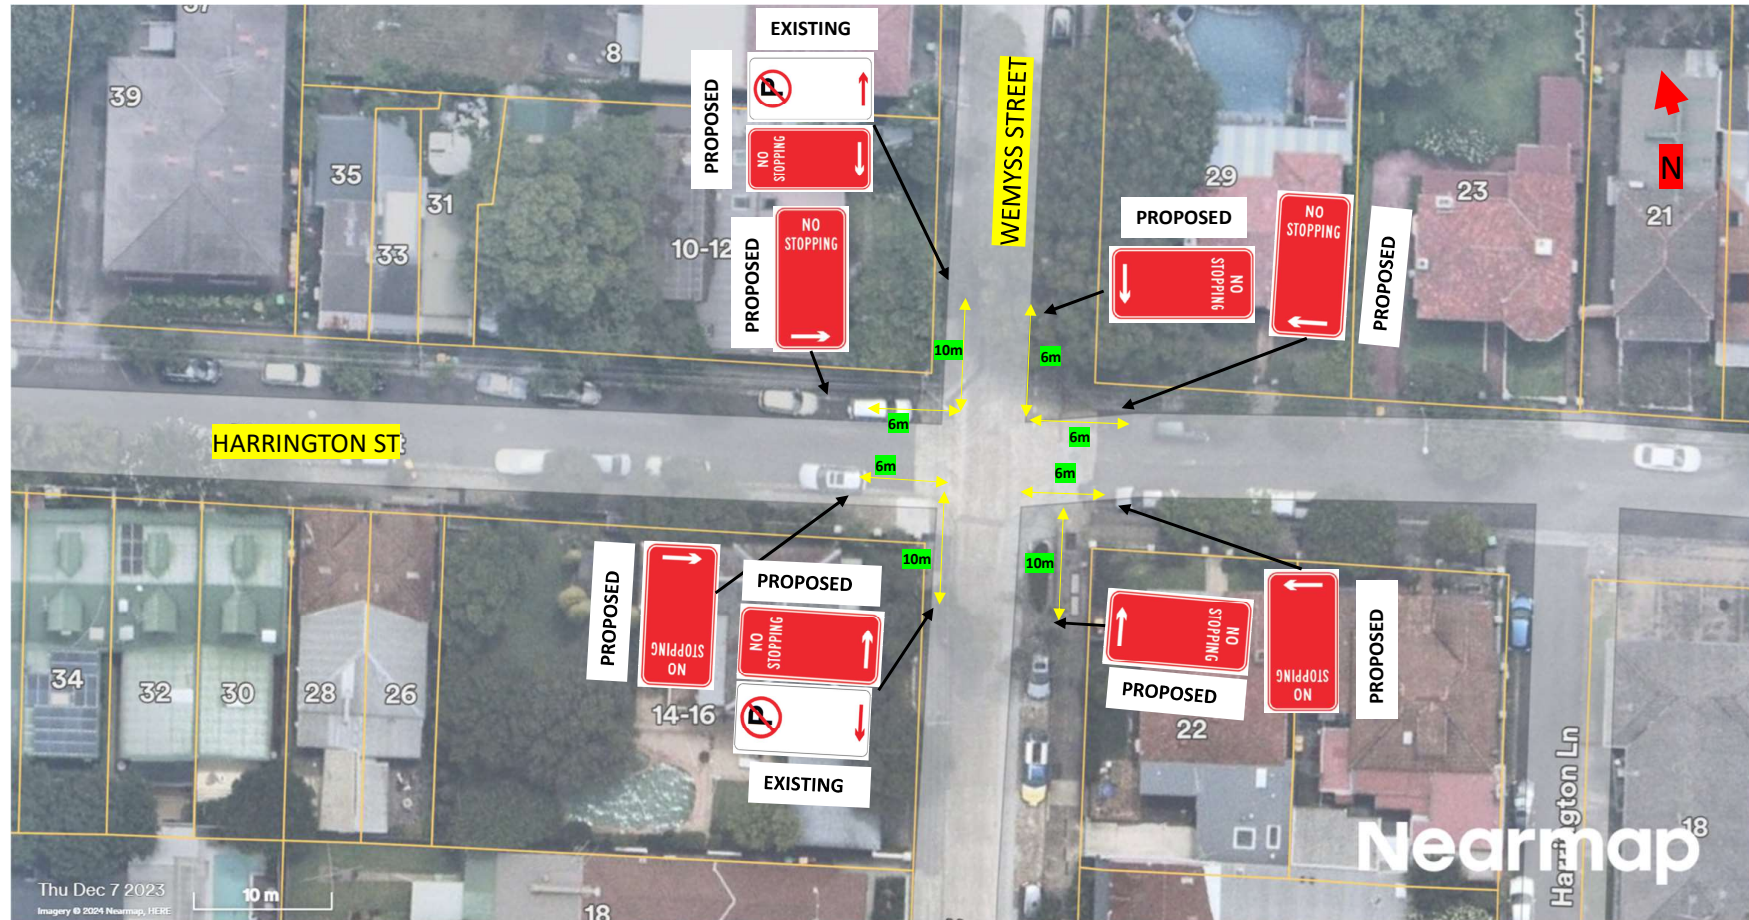 37
EXISTING
PROPOSED
P
NO
STOPPING
8
39
35
31
33
10-12
PROPOSED
NO
STOPPING
WEMYSS STREET
PROPOSED
NO
STOPPING
29
NO
STOPPING
PROPOSED
23
21
N
10m
6m
6m
6m
6m
6m
HARRINGTON ST
10m
10m
PROPOSED
NO
STOPPING
PROPOSED
NO
STOPPING
P
EXISTING
14-16
NO
STOPPING
PROPOSED
NO
STOPPING
PROPOSED
22
34
32
30
28
26
18
Harrington Ln
Nearmap
18
Thu Dec 7 2023
Imagery © 2024 Nearmap, HERE
10 m